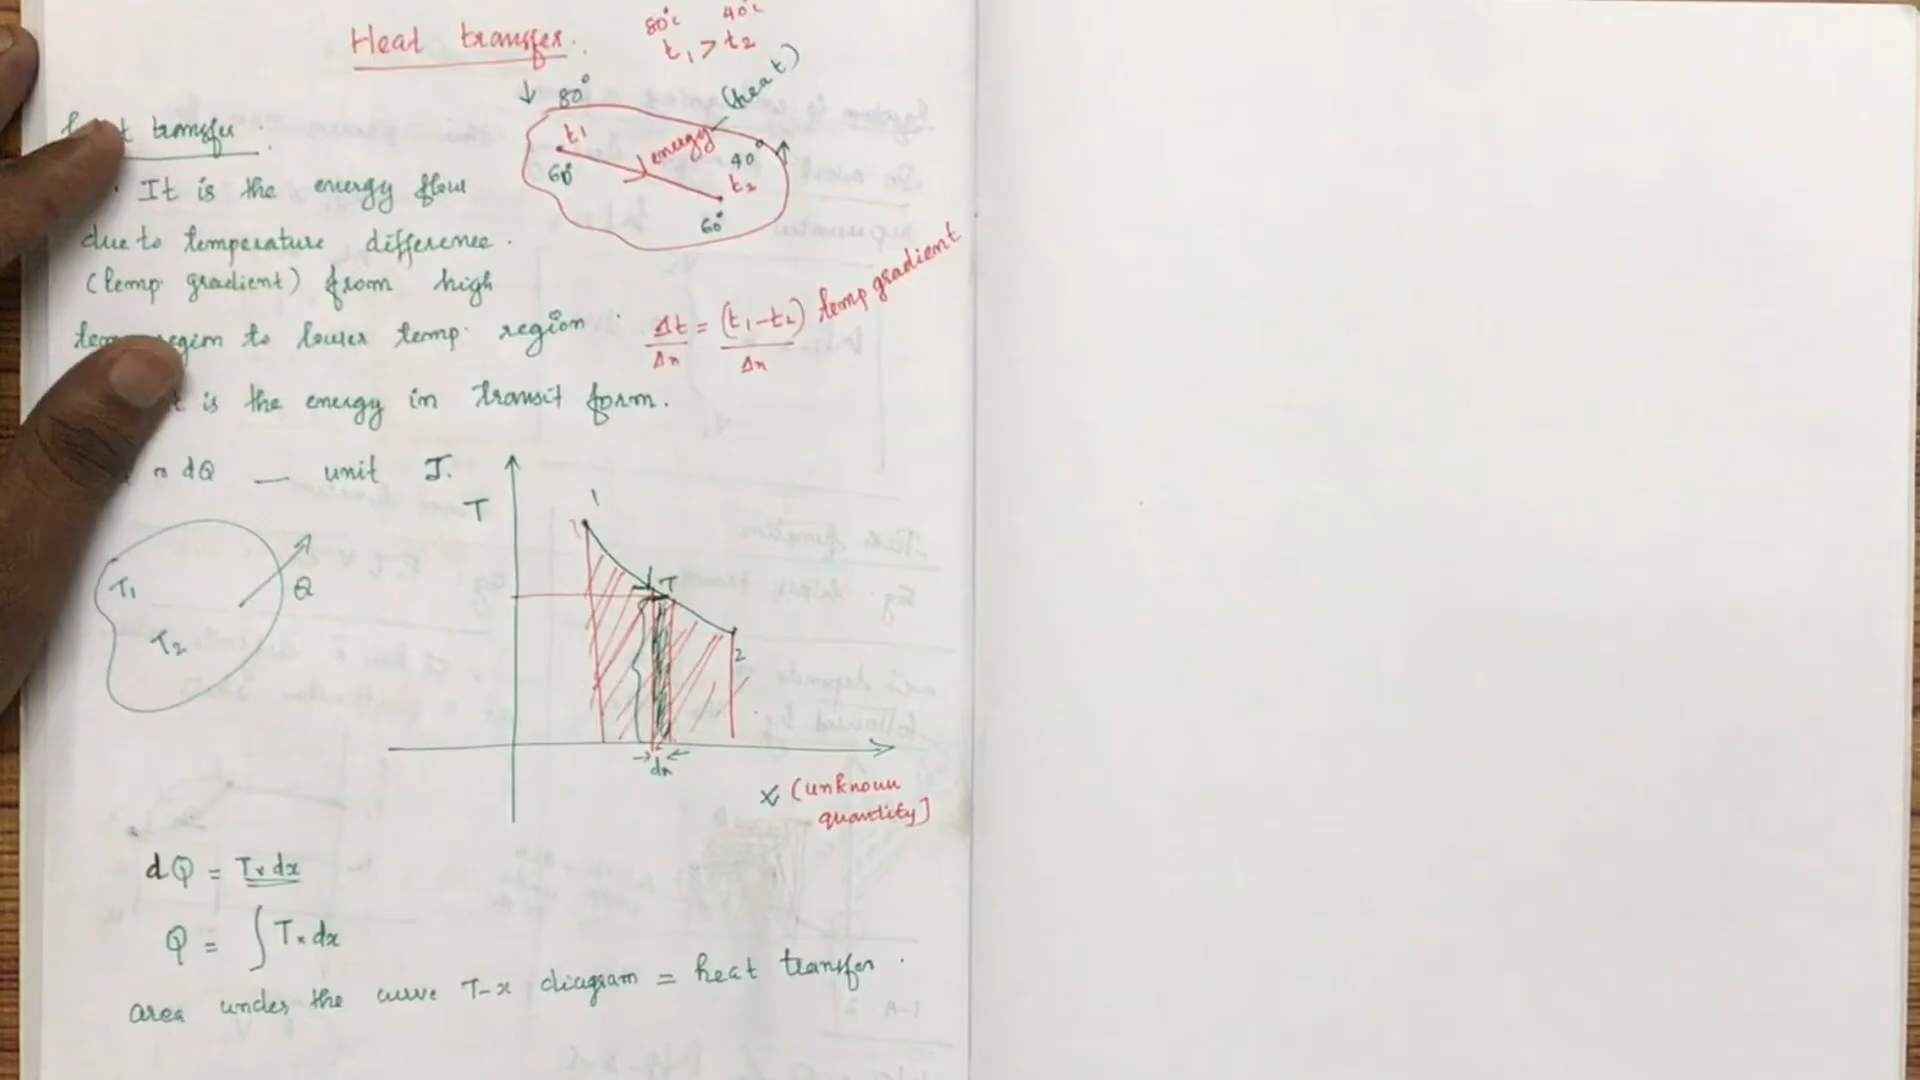 Heat transfer.
80°c 40°c
t1 > t2
transfer.
↓ 80° (heat)
t1 energy 40°
60° t2
60°
. It is the energy flow
due to temperature difference.
(temp gradient) from high
to lower temp. region.
Δt/Δx = (t1-t2)/Δx temp gradient
is the energy in transit form.
dQ — unit J.
T 1
T
2
dx
X (unknown
quantity]
T1 Q
T2
dQ = T×dx
Q = ∫T×dx
area under the curve T-x diagram = heat transfer.